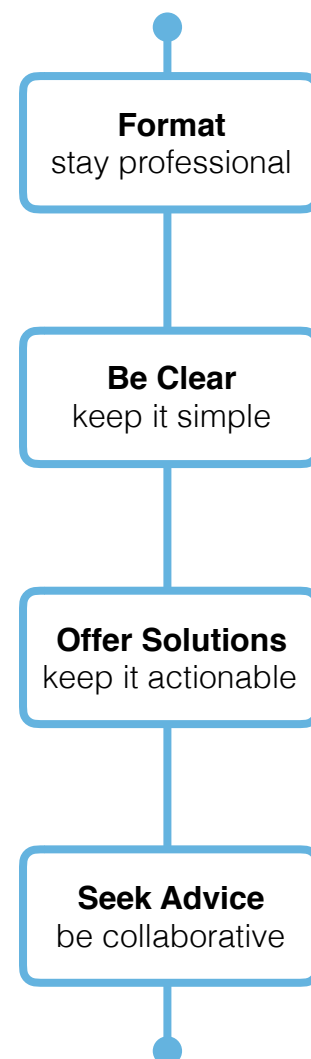 Format
stay professional
Be Clear
keep it simple
Offer Solutions
keep it actionable
Seek Advice
be collaborative